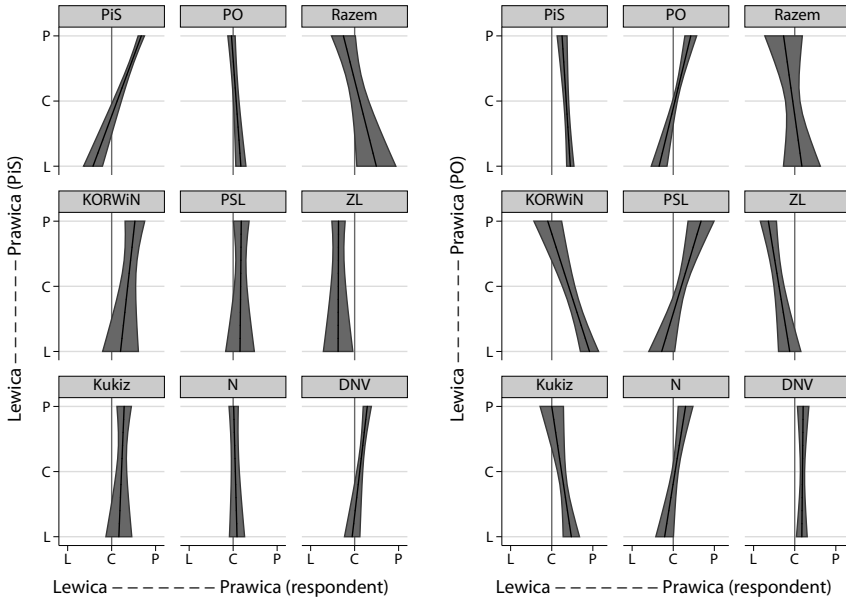 PiS PO Razem
P
C
L
KORWiN PSL ZL
P
C
L
Kukiz N DNV
P
C
L
L C P L C P L C P
Lewica – – – – – – – – Prawica (respondent)
Lewica – – – – – – – – Prawica (PiS)
PiS PO Razem
P
C
L
KORWiN PSL ZL
P
C
L
Kukiz N DNV
P
C
L
L C P L C P L C P
Lewica – – – – – – – – Prawica (respondent)
Lewica – – – – – – – – Prawica (PO)